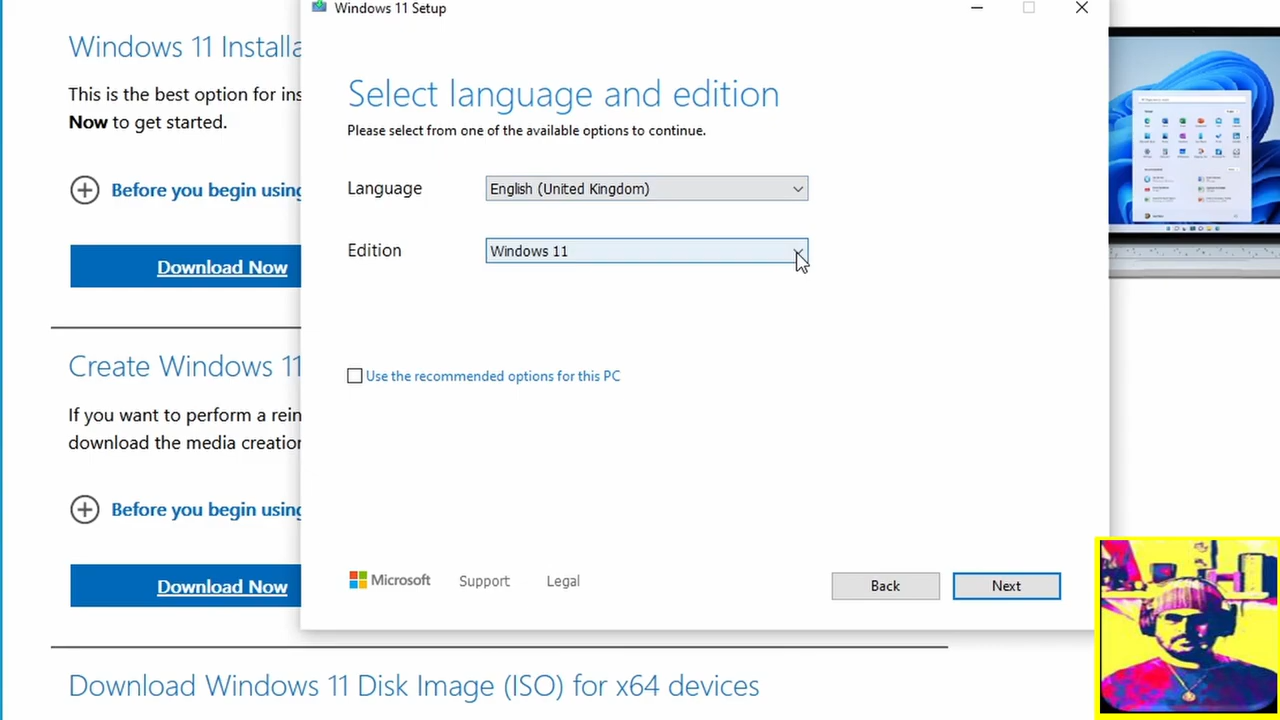 Windows 11 Setup
Windows 11 Installa
This is the best option for ins
Now to get started.
Before you begin using
Download Now
Create Windows 11
If you want to perform a rein
download the media creation
Before you begin using
Download Now
Download Windows 11 Disk Image (ISO) for x64 devices
Select language and edition
Please select from one of the available options to continue.
Language
English (United Kingdom)
Edition
Windows 11
Use the recommended options for this PC
Microsoft
Support
Legal
Back
Next